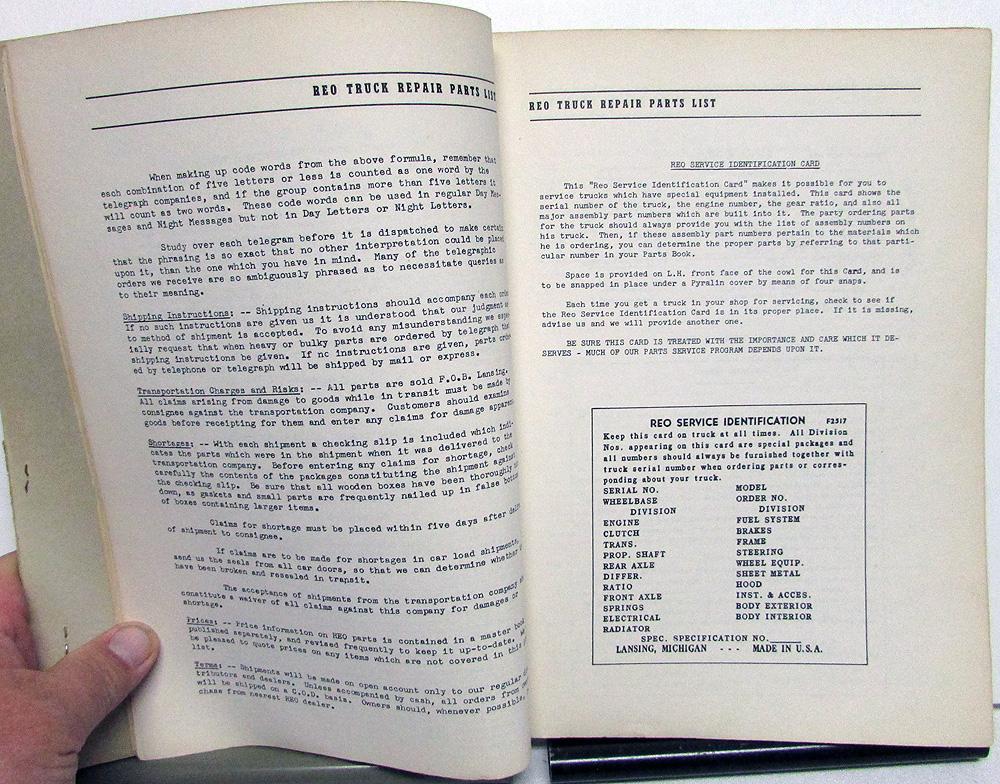 REO TRUCK REPAIR PARTS LIST
When making up code words from the above formula, remember that
each combination of five letters or less is counted as one word by the
telegraph companies, and if the group contains more than five letters it
will count as two words. These code words can be used in regular Day Mes-
sages and Night Messages but not in Day Letters or Night Letters.
Study over each telegram before it is dispatched to make certain
that the phrasing is so exact that no other interpretation could be placed
upon it, than the one which you have in mind. Many of the telegraphic
orders we receive are so ambiguously phrased as to necessitate queries as
to their meaning.
Shipping Instructions: -- Shipping instructions should accompany each
If no such instructions are given us it is understood that our judgment
to method of shipment is accepted. To avoid any misunderstanding we
ially request that when heavy or bulky parts are ordered by telegraph
shipping instructions be given. If nc instructions are given, parts
ed by telephone or telegraph will be shipped by mail or express.
Transportation Charges and Risks: -- All parts are sold F.O.B. Lansing.
All claims arising from damage to goods while in transit must be made by
consignee against the transportation company. Customers should examine
goods before receipting for them and enter any claims for damage
Shortages: -- With each shipment a checking slip is included which indi-
cates the parts which were in the shipment when it was delivered to the
transportation company. Before entering any claims for shortage, check
carefully the contents of the packages constituting the shipment against
the checking slip. Be sure that all wooden boxes have been thoroughly
down, as gaskets and small parts are frequently nailed up in false
of boxes containing larger items.
Claims for shortage must be placed within five days after
of shipment to consignee.
If claims are to be made for shortages in car load shipments,
send us the seals from all car doors, so that we can determine whether
have been broken and resealed in transit.
The acceptance of shipments from the transportation company
constitute a waiver of all claims against this company for damages or
shortage.
Prices: -- Price information on REO parts is contained in a master
published separately, and revised frequently to keep it up-to-date.
be pleased to quote prices on any items which are not covered in this
list.
Terms: -- Shipments will be made on open account only to our regular
tributors and dealers. Unless accompanied by cash, all orders from
will be shipped on a C.O.D. basis. Owners should, whenever possible,
chase from nearest REO dealer.
REO TRUCK REPAIR PARTS LIST
REO SERVICE IDENTIFICATION CARD
This "Reo Service Identification Card" makes it possible for you to
service trucks which have special equipment installed. This card shows the
serial number of the truck, the engine number, the gear ratio, and also all
major assembly part numbers which are built into it. The party ordering parts
for the truck should always provide you with the list of assembly numbers on
his truck. Then, if these assembly part numbers pertain to the materials which
he is ordering, you can determine the proper parts by referring to that parti-
cular number in your Parts Book.
Space is provided on L.H. front face of the cowl for this Card, and is
to be snapped in place under a Pyralin cover by means of four snaps.
Each time you get a truck in your shop for servicing, check to see if
the Reo Service Identification Card is in its proper place. If it is missing,
advise us and we will provide another one.
BE SURE THIS CARD IS TREATED WITH THE IMPORTANCE AND CARE WHICH IT DE-
SERVES - MUCH OF OUR PARTS SERVICE PROGRAM DEPENDS UPON IT.
REO SERVICE IDENTIFICATION F2517
Keep this card on truck at all times. All Division
Nos. appearing on this card are special packages and
all numbers should always be furnished together with
truck serial number when ordering parts or corres-
ponding about your truck.
SERIAL NO. MODEL
WHEELBASE ORDER NO.
DIVISION DIVISION
ENGINE FUEL SYSTEM
CLUTCH BRAKES
TRANS. FRAME
PROP. SHAFT STEERING
REAR AXLE WHEEL EQUIP.
DIFFER. SHEET METAL
RATIO HOOD
FRONT AXLE INST. & ACCES.
SPRINGS BODY EXTERIOR
ELECTRICAL BODY INTERIOR
RADIATOR
SPEC. SPECIFICATION NO.
LANSING, MICHIGAN - - - MADE IN U.S.A.